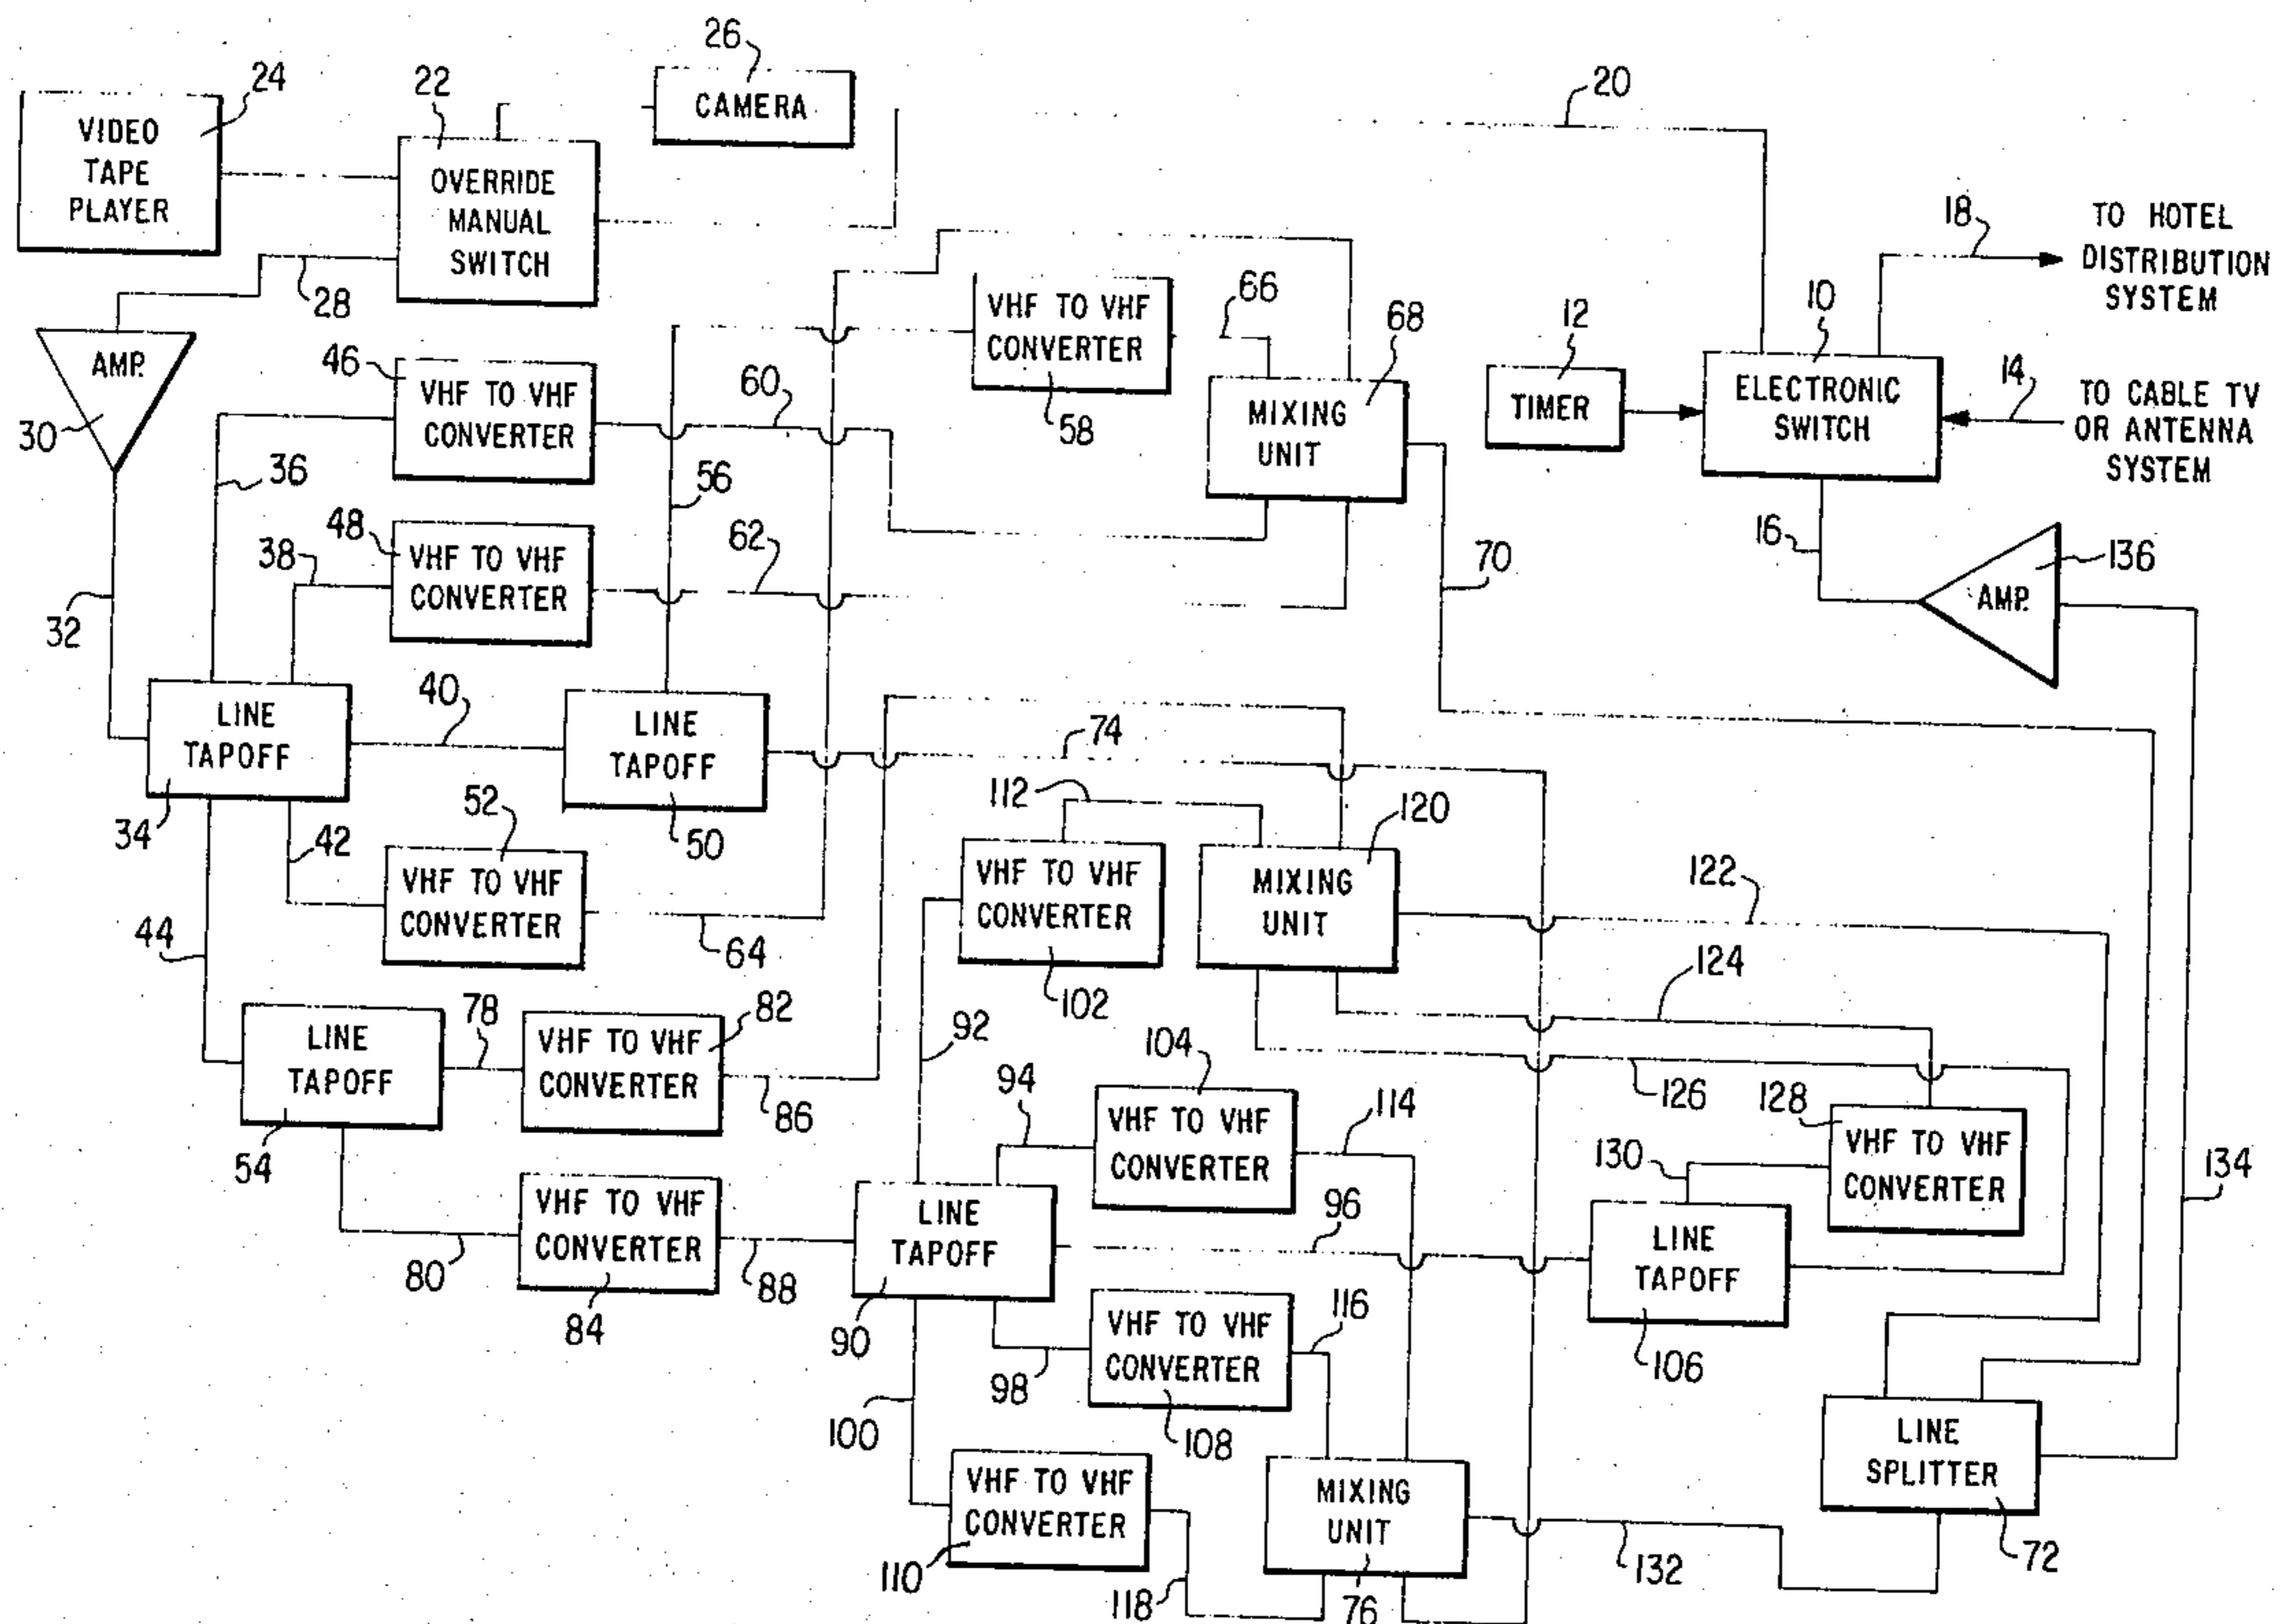 26
24
22
CAMERA
20
VIDEO
TAPE
PLAYER
OVERRIDE
MANUAL
SWITCH
28
18
TO HOTEL
DISTRIBUTION
SYSTEM
AMP.
30
46
VHF TO VHF
CONVERTER
60
VHF TO VHF
CONVERTER
58
66
68
MIXING
UNIT
12
TIMER
10
ELECTRONIC
SWITCH
14
TO CABLE TV
OR ANTENNA
SYSTEM
36
56
48
38
VHF TO VHF
CONVERTER
62
70
16
136
AMP.
32
LINE
TAPOFF
34
40
LINE
TAPOFF
50
74
52
42
VHF TO VHF
CONVERTER
64
112
VHF TO VHF
CONVERTER
102
120
MIXING
UNIT
122
124
44
LINE
TAPOFF
54
78
VHF TO VHF
CONVERTER
82
86
92
126
94
104
VHF TO VHF
CONVERTER
114
128
VHF TO VHF
CONVERTER
130
134
80
VHF TO VHF
CONVERTER
84
88
LINE
TAPOFF
90
96
LINE
TAPOFF
106
98
VHF TO VHF
CONVERTER
108
116
100
VHF TO VHF
CONVERTER
110
118
MIXING
UNIT
76
132
LINE
SPLITTER
72